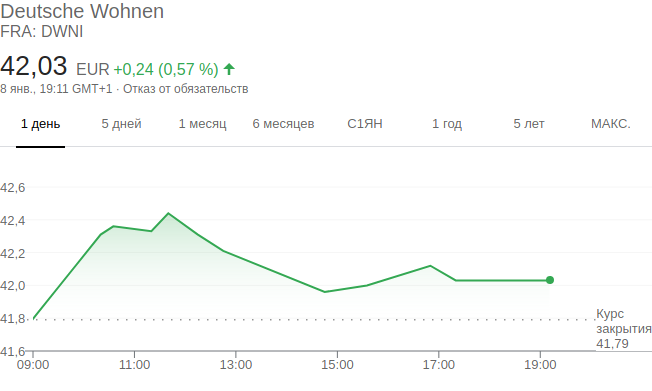 Deutsche Wohnen
FRA: DWNI
42,03 EUR +0,24 (0,57 %)
8 янв., 19:11 GMT+1 · Отказ от обязательств
1 день 5 дней 1 месяц 6 месяцев С1ЯН 1 год 5 лет МАКС.
42,6
42,4
42,2
42,0
41,8
41,6
Курс
закрытия
41,79
09:00 11:00 13:00 15:00 17:00 19:00